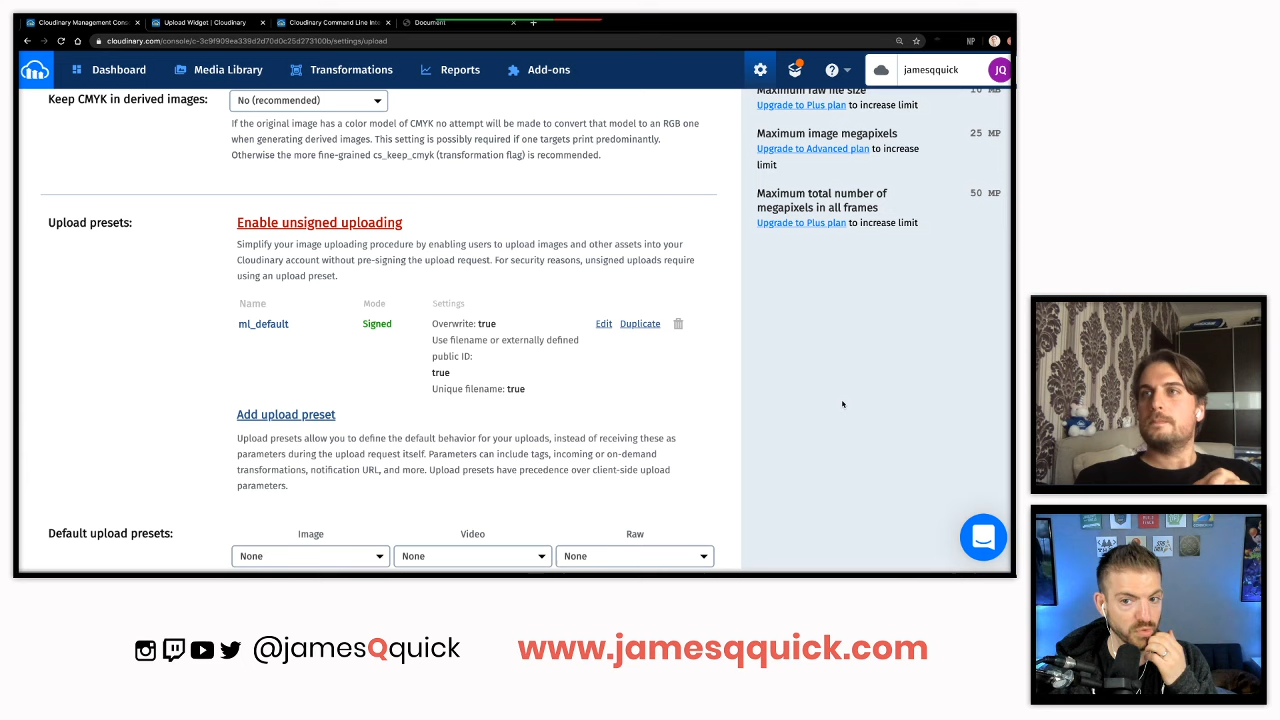 Cloudinary Management Con
Upload Widget | Cloudinary
Cloudinary Command Line Inte
Document
cloudinary.com/console/c-3c9f909ea339d2d70d0c25d273100b/settings/upload
NP
Dashboard
Media Library
Transformations
Reports
Add-ons
jamesqquick
JQ
Keep CMYK in derived images:
No (recommended)
If the original image has a color model of CMYK no attempt will be made to convert that model to an RGB one
when generating derived images. This setting is possibly required if one targets print predominantly.
Otherwise the more fine-grained cs_keep_cmyk (transformation flag) is recommended.
Upload presets:
Enable unsigned uploading
Simplify your image uploading procedure by enabling users to upload images and other assets into your
Cloudinary account without pre-signing the upload request. For security reasons, unsigned uploads require
using an upload preset.
Name Mode Settings
ml_default Signed Overwrite: true Edit Duplicate
Use filename or externally defined
public ID:
true
Unique filename: true
Add upload preset
Upload presets allow you to define the default behavior for your uploads, instead of receiving these as
parameters during the upload request itself. Parameters can include tags, incoming or on-demand
transformations, notification URL, and more. Upload presets have precedence over client-side upload
parameters.
Default upload presets:
Image Video Raw
None None None
Maximum raw file size 10 MB
Upgrade to Plus plan to increase limit
Maximum image megapixels 25 MP
Upgrade to Advanced plan to increase
limit
Maximum total number of 50 MP
megapixels in all frames
Upgrade to Plus plan to increase limit
@jamesQquick
www.jamesqquick.com